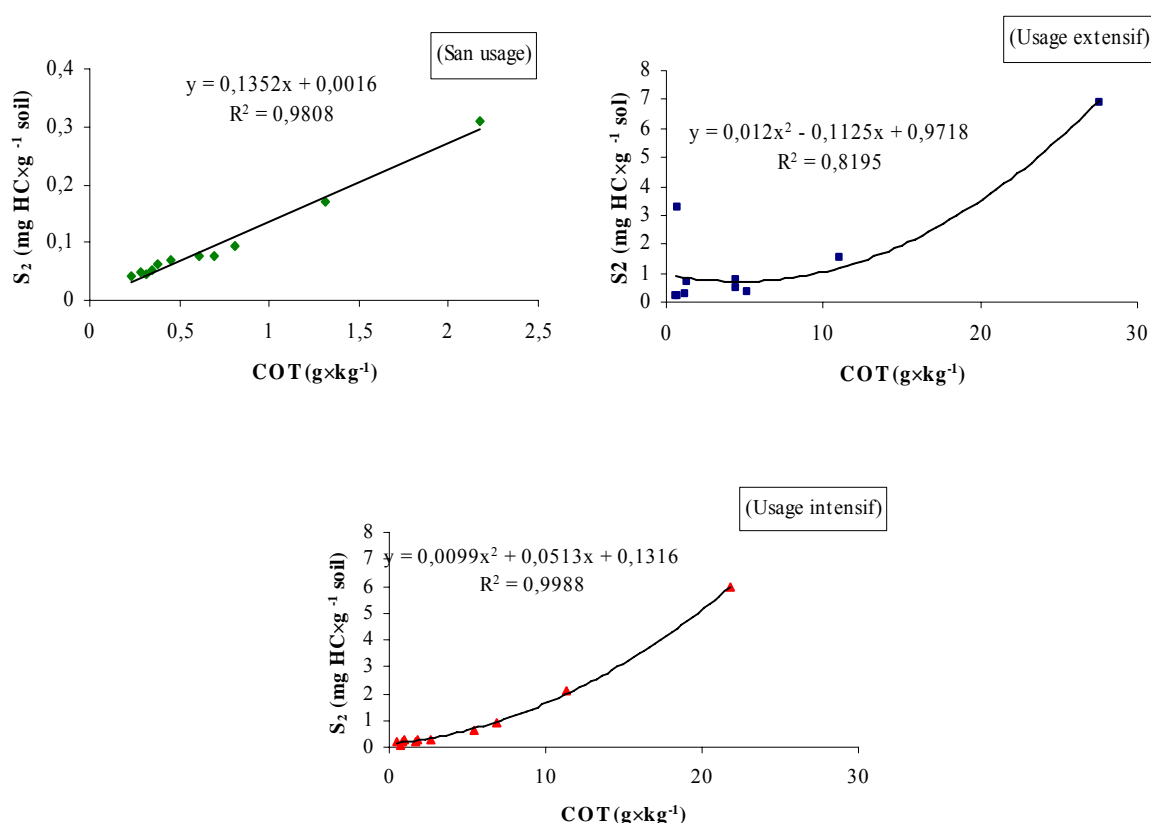 (San usage)
y = 0,1352x + 0,0016
R² = 0,9808
S₂ (mg HC×g ⁻¹ soil)
0,4
0,3
0,2
0,1
0
0 0,5 1 1,5 2 2,5
COT (g×kg⁻¹)
(Usage extensif)
y = 0,012x² - 0,1125x + 0,9718
R² = 0,8195
S2 (mg HC×g ⁻¹ sol)
8
7
6
5
4
3
2
1
0
0 10 20 30
COT (g×kg⁻¹)
(Usage intensif)
y = 0,0099x² + 0,0513x + 0,1316
R² = 0,9988
S₂ (mg HC×g ⁻¹ soil)
8
7
6
5
4
3
2
1
0
0 10 20 30
COT (g×kg⁻¹)